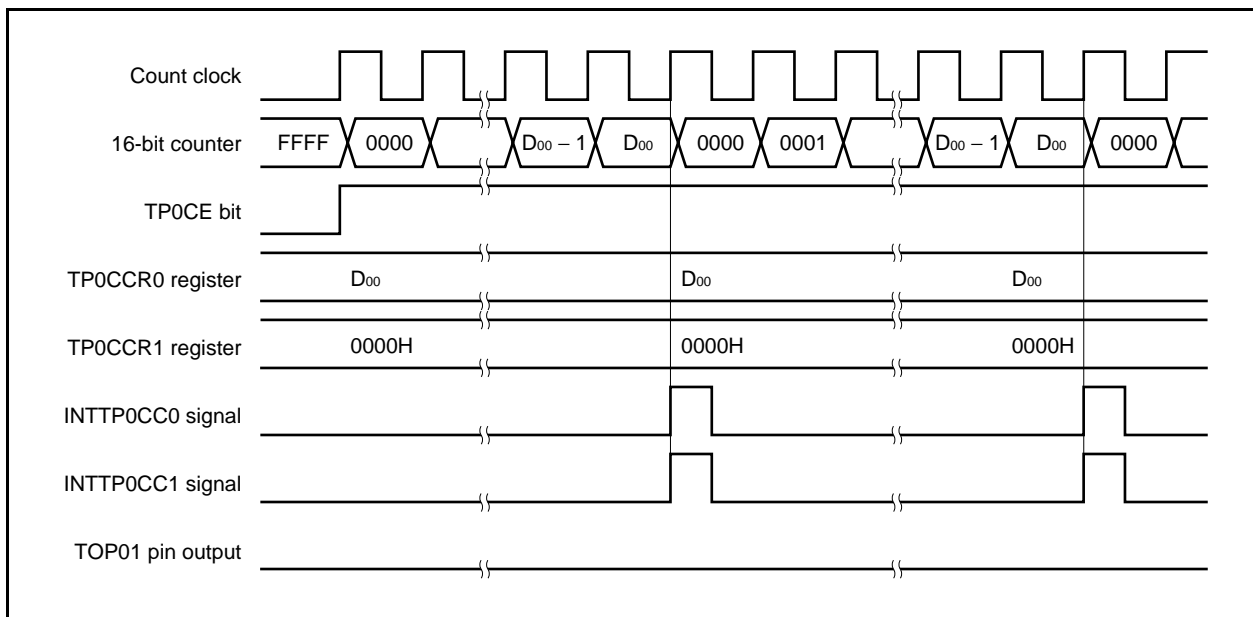 Count clock
16-bit counter FFFF 0000 D00 – 1 D00 0000 0001 D00 – 1 D00 0000
TP0CE bit
TP0CCR0 register D00 D00 D00
TP0CCR1 register 0000H 0000H 0000H
INTTP0CC0 signal
INTTP0CC1 signal
TOP01 pin output